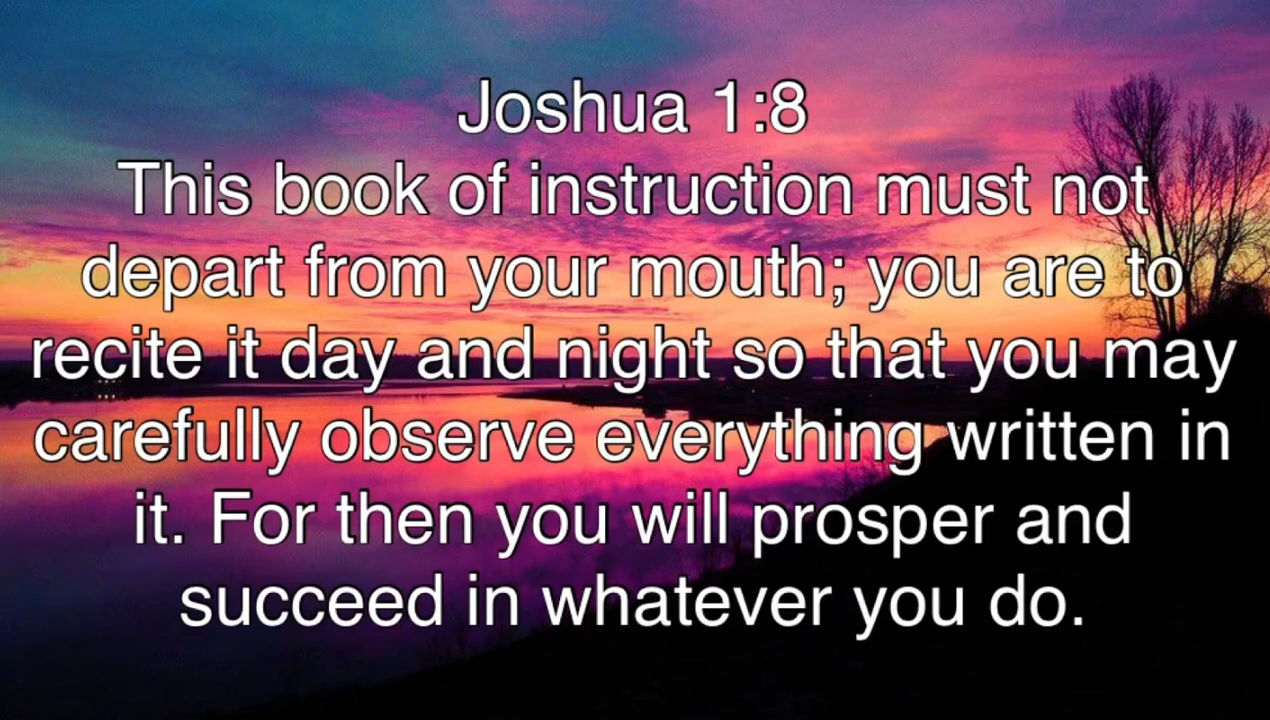 Joshua 1:8
This book of instruction must not
depart from your mouth; you are to
recite it day and night so that you may
carefully observe everything written in
it. For then you will prosper and
succeed in whatever you do.